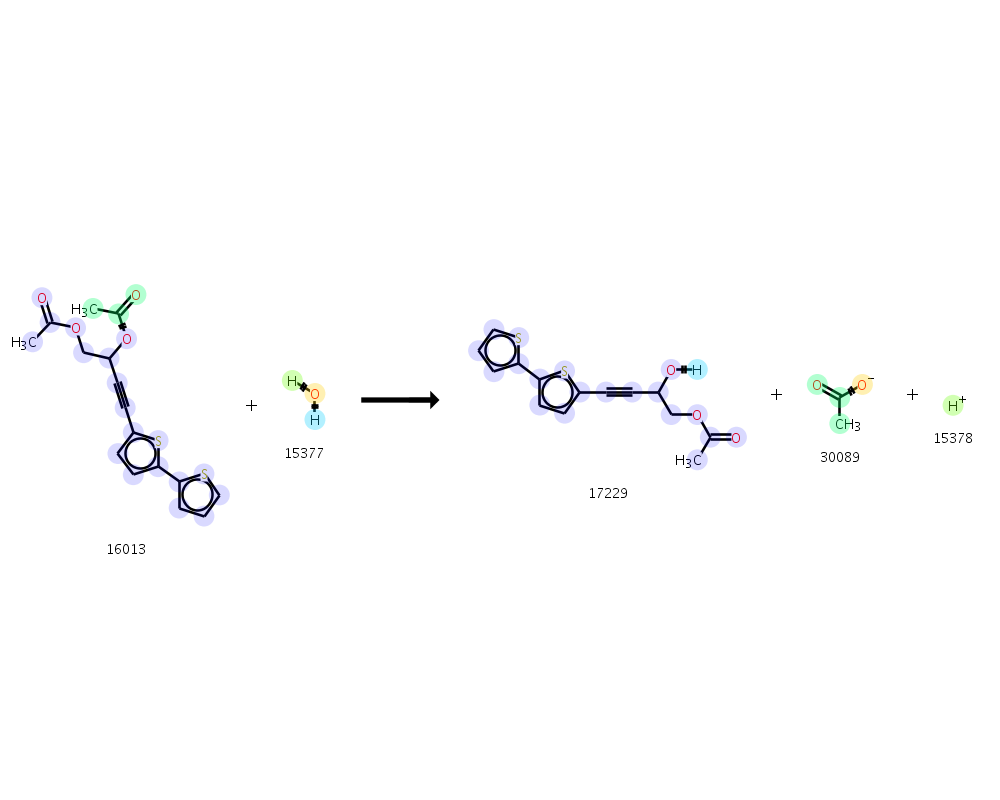 O
H₃C
O
H₃C
O
O
S
S
16013
+
H
O
H
15377
S
S
O
H
O
O
H₃C
17229
+
O
O⁻
CH₃
30089
+
H⁺
15378